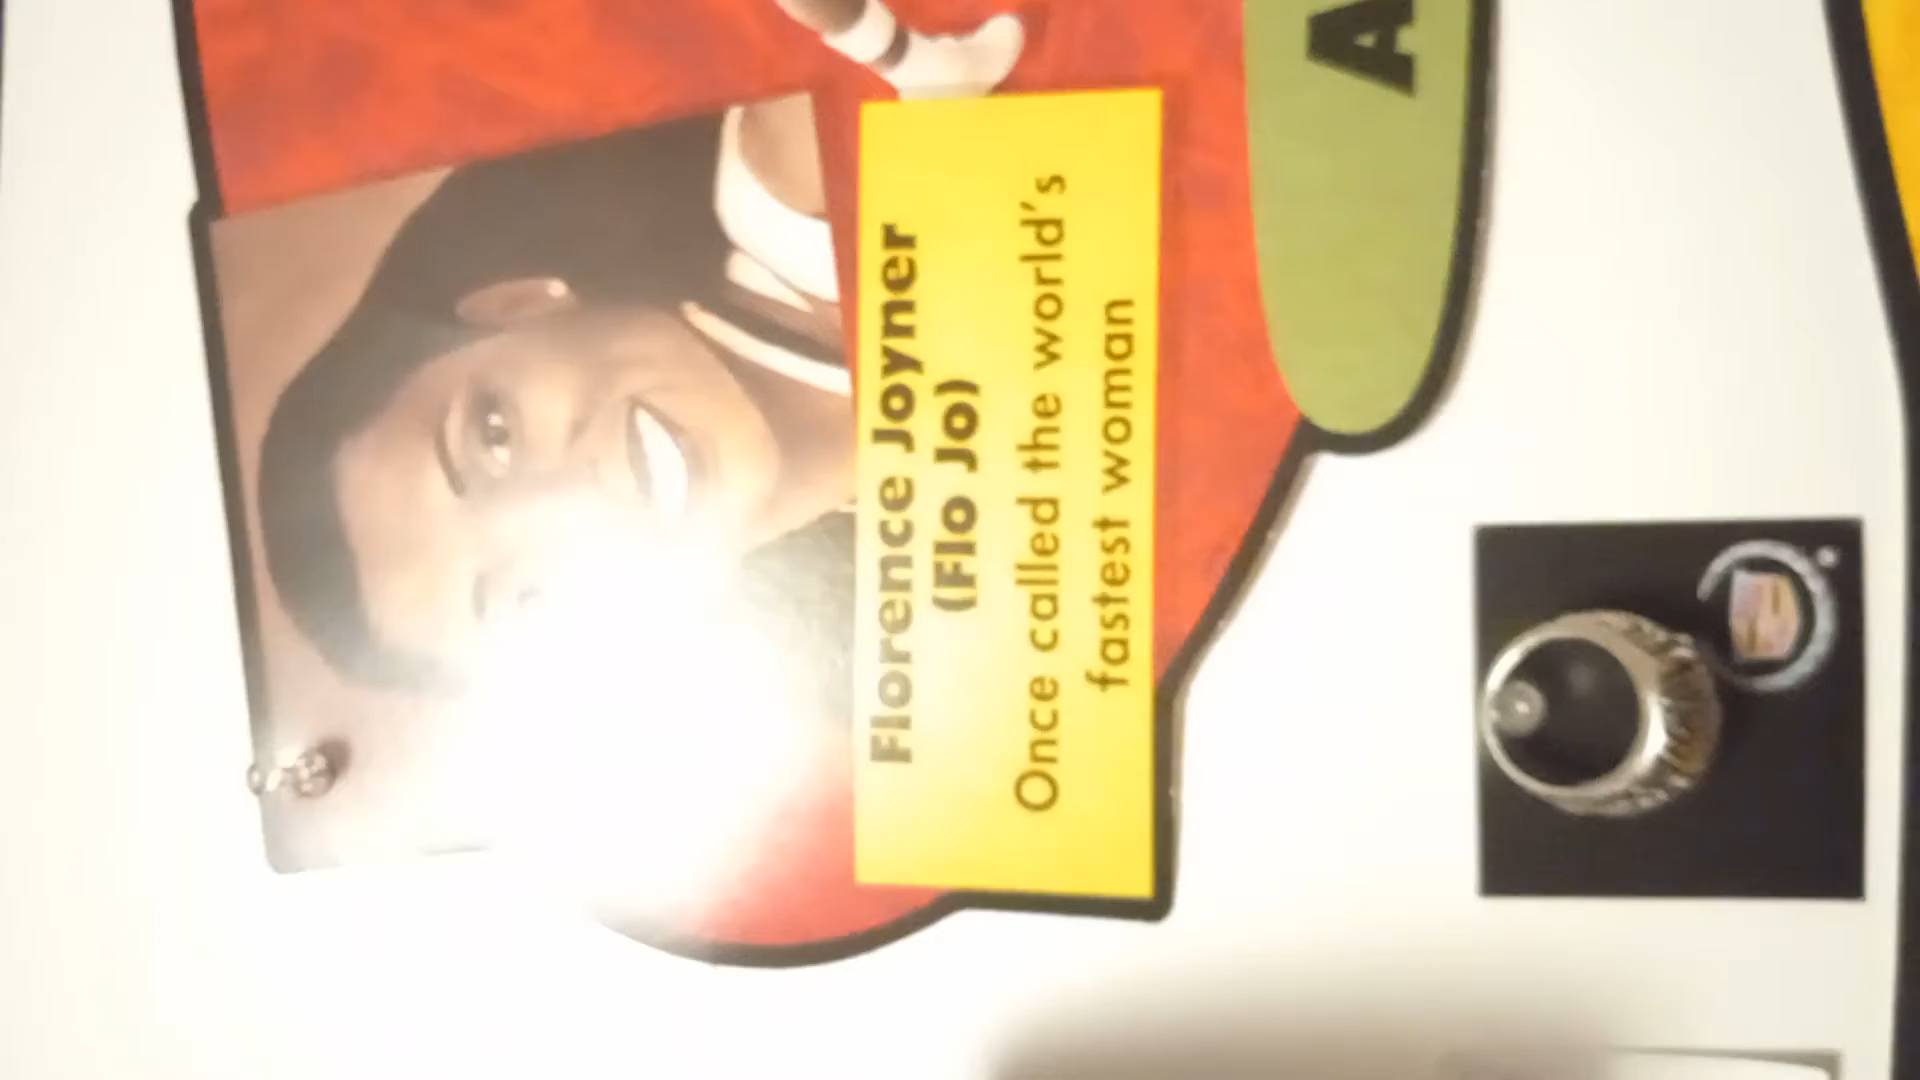 Florence Joyner
(Flo Jo)
Once called the world's
fastest woman
A